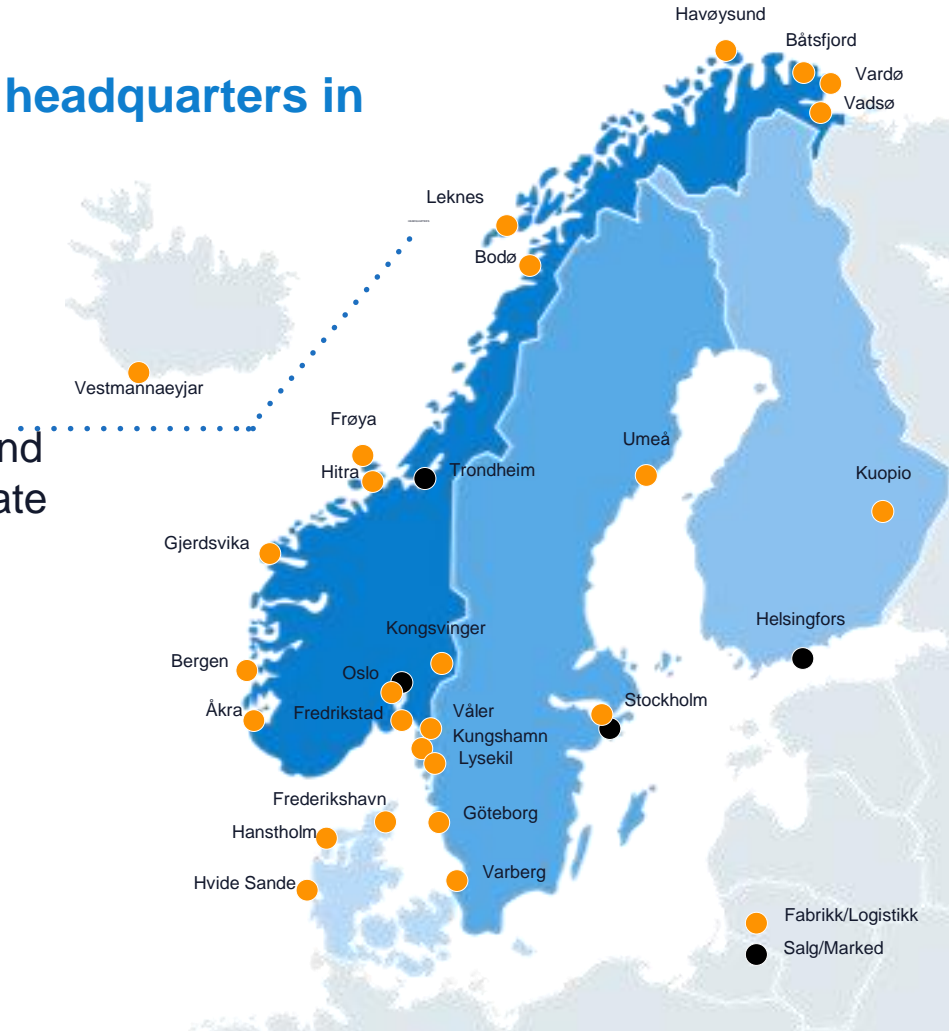 Havøysund
Båtsfjord
headquarters in
Vardø
Vadsø
Leknes
Bodø
Vestmannaeyjar
Frøya
nd
Umeå
Hitra
Trondheim
Kuopio
ate
Gjerdsvika
Helsingfors
Kongsvinger
Bergen
Oslo
Stockholm
Åkra
Fredrikstad
Våler
Kungshamn
Lysekil
Frederikshavn
Göteborg
Hanstholm
Varberg
Hvide Sande
Fabrikk/Logistikk
Salg/Marked